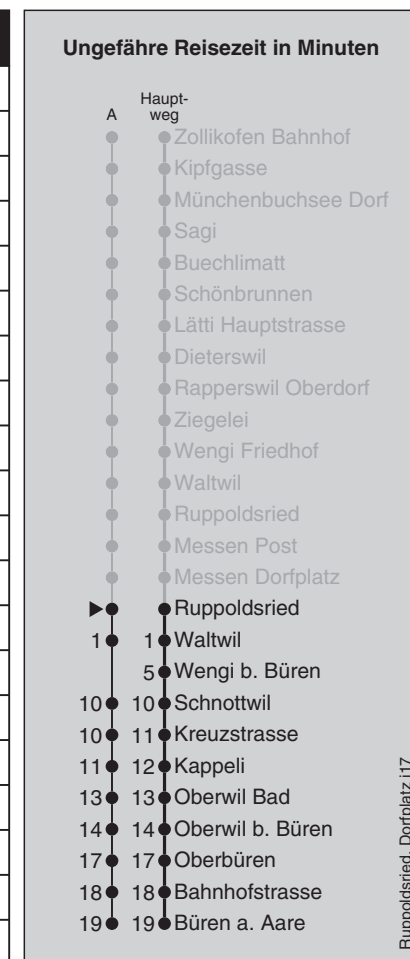 Ungefähre Reisezeit in Minuten
A Haupt-
weg
Zollikofen Bahnhof
Kipfgasse
Münchenbuchsee Dorf
Sagi
Buechlimatt
Schönbrunnen
Lätti Hauptstrasse
Dieterswil
Rapperswil Oberdorf
Ziegelei
Wengi Friedhof
Waltwil
Ruppoldsried
Messen Post
Messen Dorfplatz
Ruppoldsried
1 1 Waltwil
5 Wengi b. Büren
10 10 Schnottwil
10 11 Kreuzstrasse
11 12 Kappeli
13 13 Oberwil Bad
14 14 Oberwil b. Büren
17 17 Oberbüren
18 18 Bahnhofstrasse
19 19 Büren a. Aare
Ruppoldsried, Dorfplatz j17